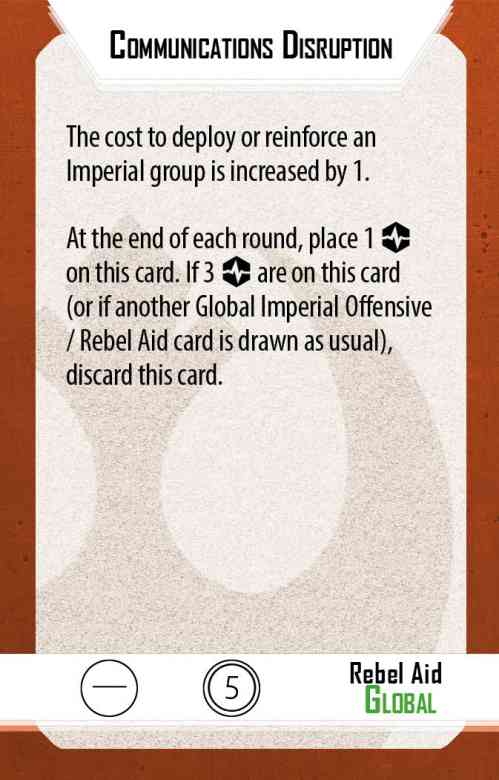 Communications Disruption
The cost to deploy or reinforce an
Imperial group is increased by 1.
At the end of each round, place 1
on this card. If 3 are on this card
(or if another Global Imperial Offensive
/ Rebel Aid card is drawn as usual),
discard this card.
— 5 Rebel Aid
Global